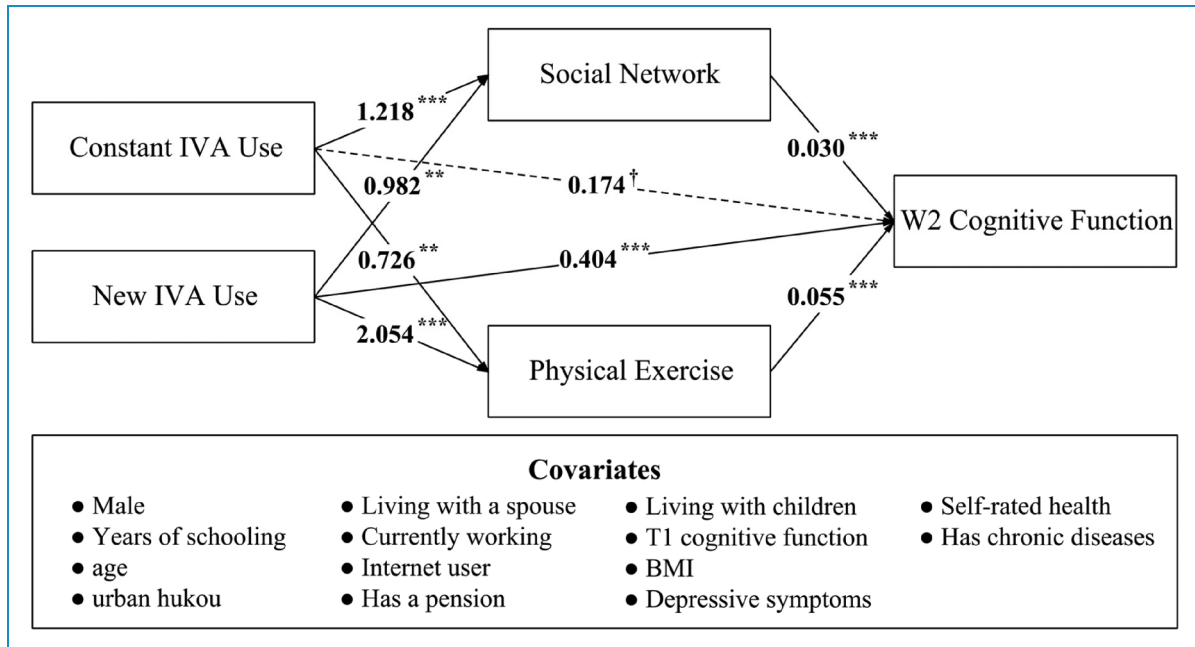 Social Network
Constant IVA Use
1.218***
0.982**
0.174†
0.030***
W2 Cognitive Function
New IVA Use
0.726**
0.404***
0.055***
2.054***
Physical Exercise
Covariates
● Male
● Years of schooling
● age
● urban hukou
● Living with a spouse
● Currently working
● Internet user
● Has a pension
● Living with children
● T1 cognitive function
● BMI
● Depressive symptoms
● Self-rated health
● Has chronic diseases